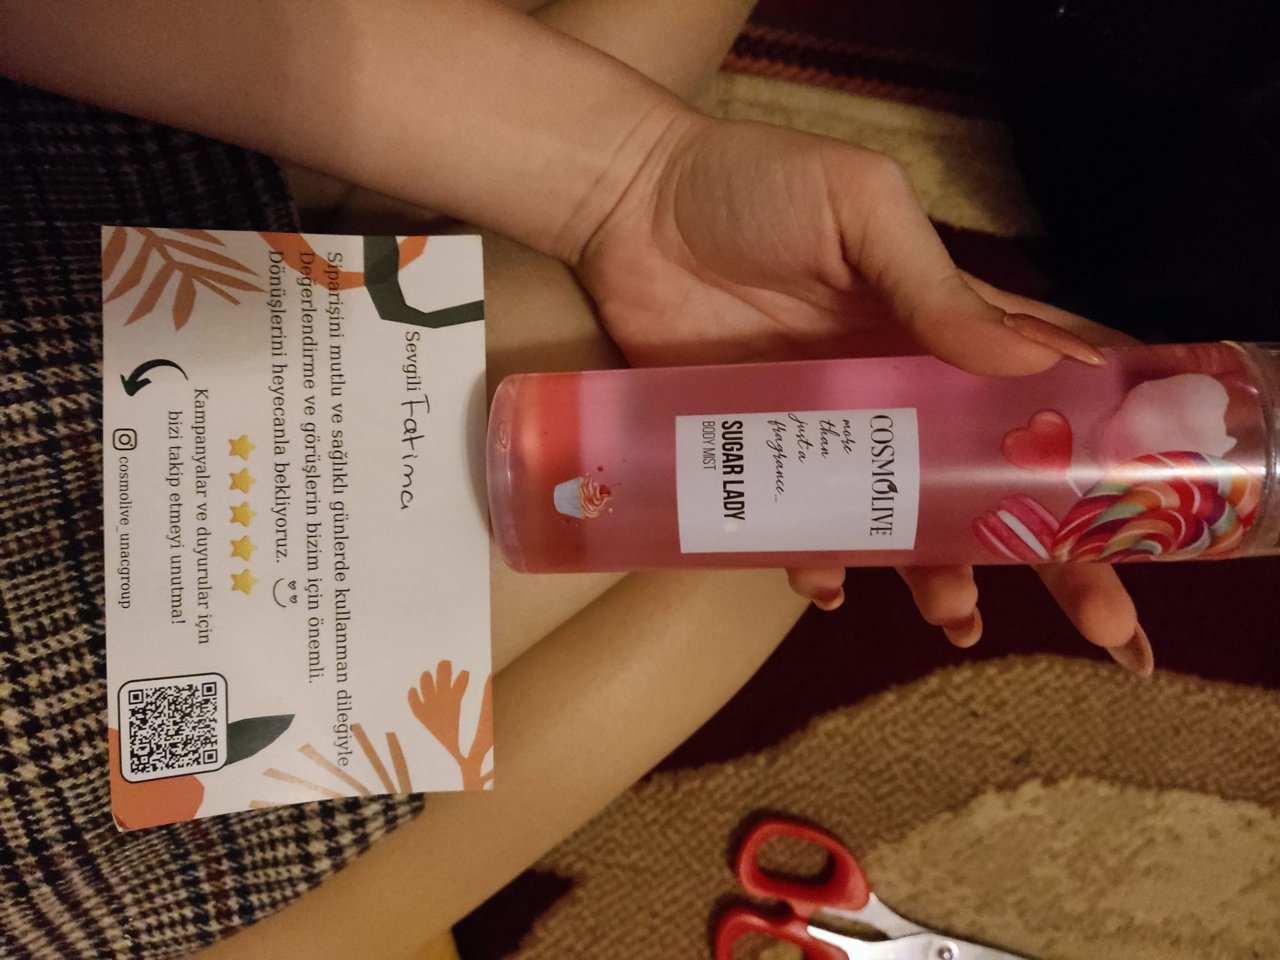 COSMOLIVE
more
than
just a
fragrance...
SUGAR LADY
BODY MIST
Sevgili Fatma
Siparişini mutlu ve sağlıklı günlerde kullanman dileğiyle
Değerlendirme ve görüşlerin bizim için önemli.
Dönüşlerini heyecanla bekliyoruz.
Kampanyalar ve duyurular için
bizi takip etmeyi unutma!
cosmolive_unacgroup